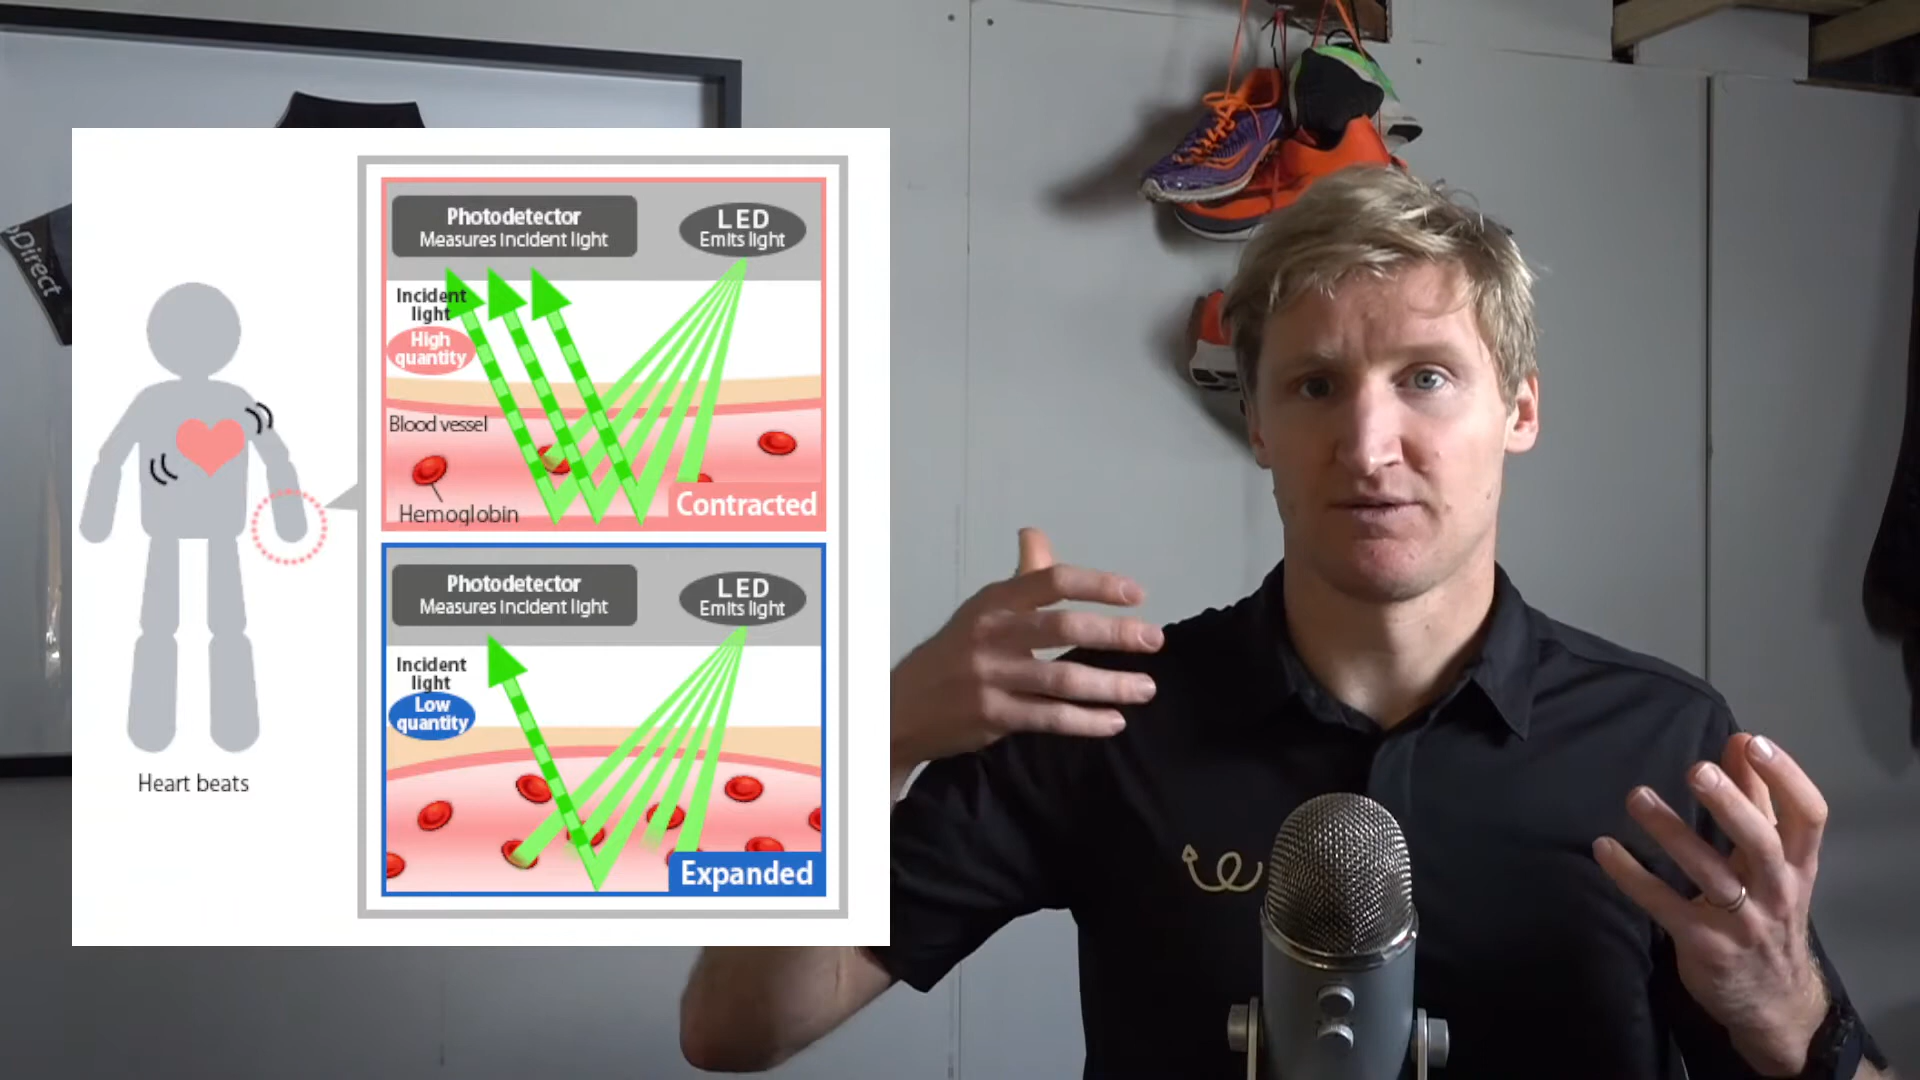 Direct
Photodetector
Measures incident light
LED
Emits light
Incident
light
High
quantity
Blood vessel
Hemoglobin
Contracted
Photodetector
Measures incident light
LED
Emits light
Incident
light
Low
quantity
Expanded
Heart beats